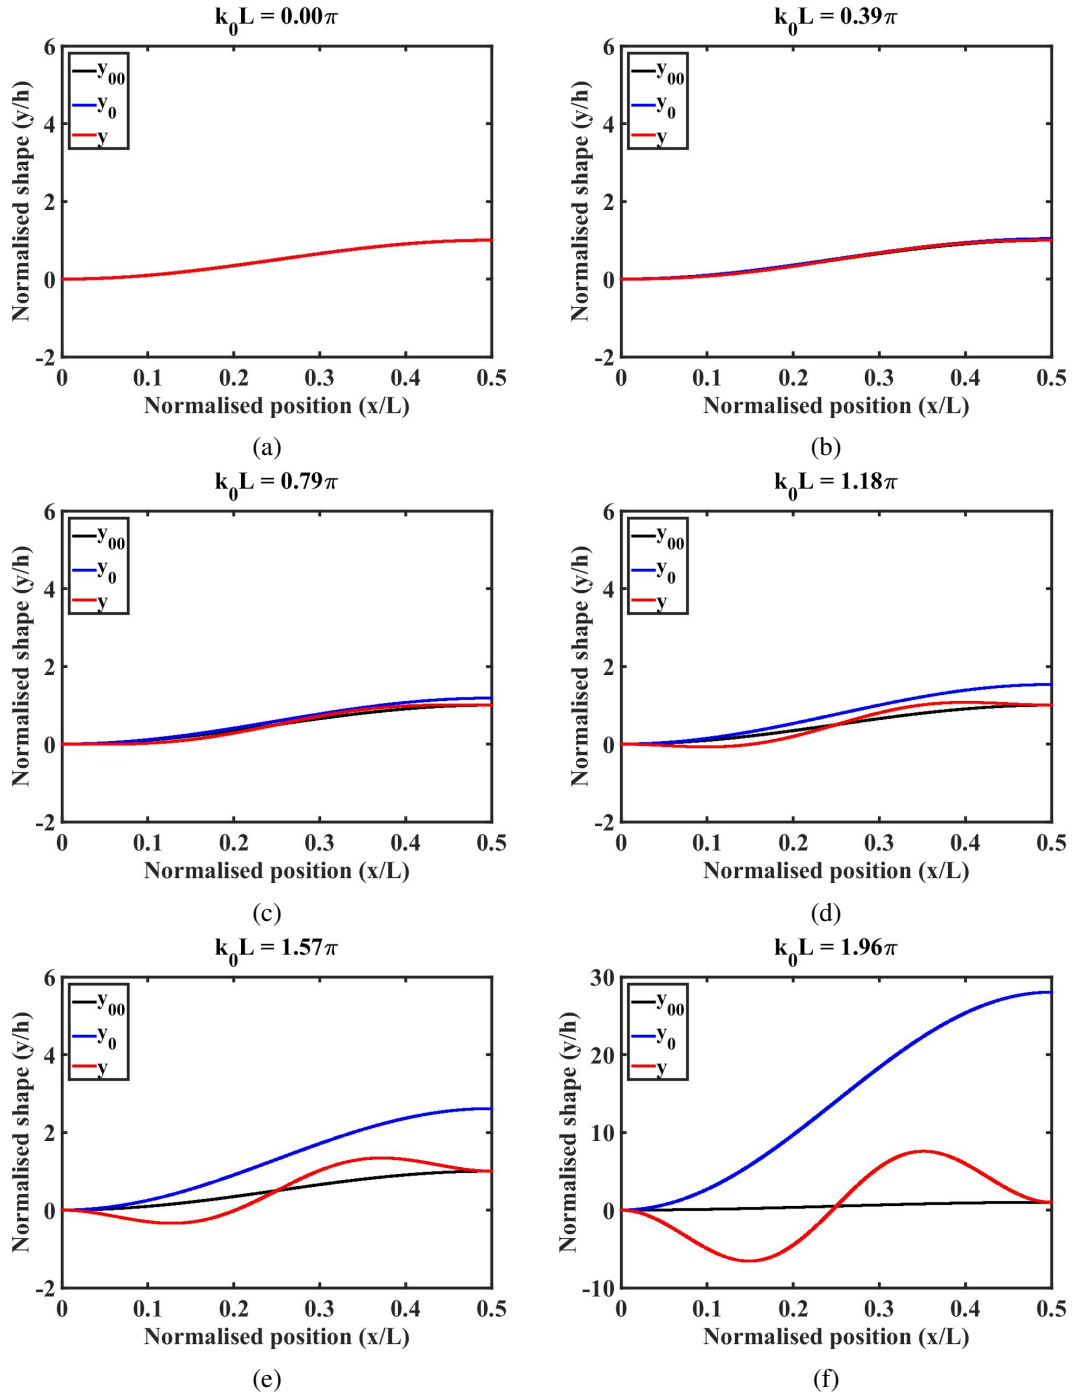 k₀L = 0.00π
6
4
2
0
-2
y₀₀
y₀
y
Normalised shape (y/h)
0 0.1 0.2 0.3 0.4 0.5
Normalised position (x/L)
(a)
k₀L = 0.39π
6
4
2
0
-2
y₀₀
y₀
y
Normalised shape (y/h)
0 0.1 0.2 0.3 0.4 0.5
Normalised position (x/L)
(b)
k₀L = 0.79π
6
4
2
0
-2
y₀₀
y₀
y
Normalised shape (y/h)
0 0.1 0.2 0.3 0.4 0.5
Normalised position (x/L)
(c)
k₀L = 1.18π
6
4
2
0
-2
y₀₀
y₀
y
Normalised shape (y/h)
0 0.1 0.2 0.3 0.4 0.5
Normalised position (x/L)
(d)
k₀L = 1.57π
6
4
2
0
-2
y₀₀
y₀
y
Normalised shape (y/h)
0 0.1 0.2 0.3 0.4 0.5
Normalised position (x/L)
(e)
k₀L = 1.96π
30
20
10
0
-10
y₀₀
y₀
y
Normalised shape (y/h)
0 0.1 0.2 0.3 0.4 0.5
Normalised position (x/L)
(f)